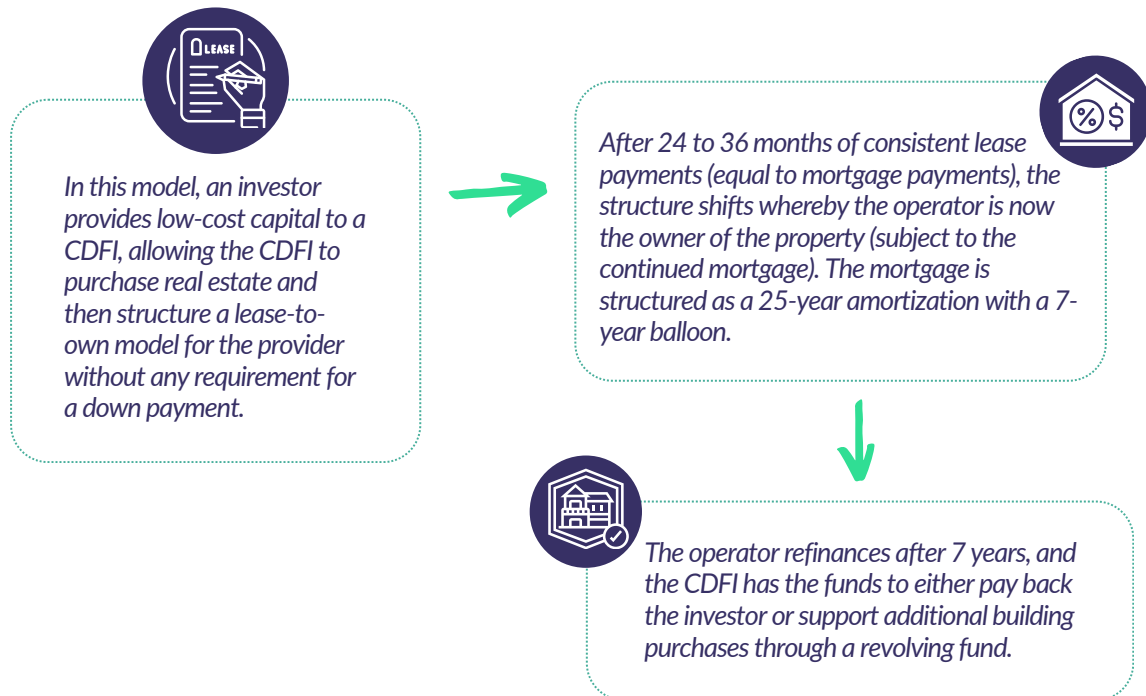 LEASE
In this model, an investor
provides low-cost capital to a
CDFI, allowing the CDFI to
purchase real estate and
then structure a lease-to-
own model for the provider
without any requirement for
a down payment.
% $
After 24 to 36 months of consistent lease
payments (equal to mortgage payments), the
structure shifts whereby the operator is now
the owner of the property (subject to the
continued mortgage). The mortgage is
structured as a 25-year amortization with a 7-
year balloon.
The operator refinances after 7 years, and
the CDFI has the funds to either pay back
the investor or support additional building
purchases through a revolving fund.